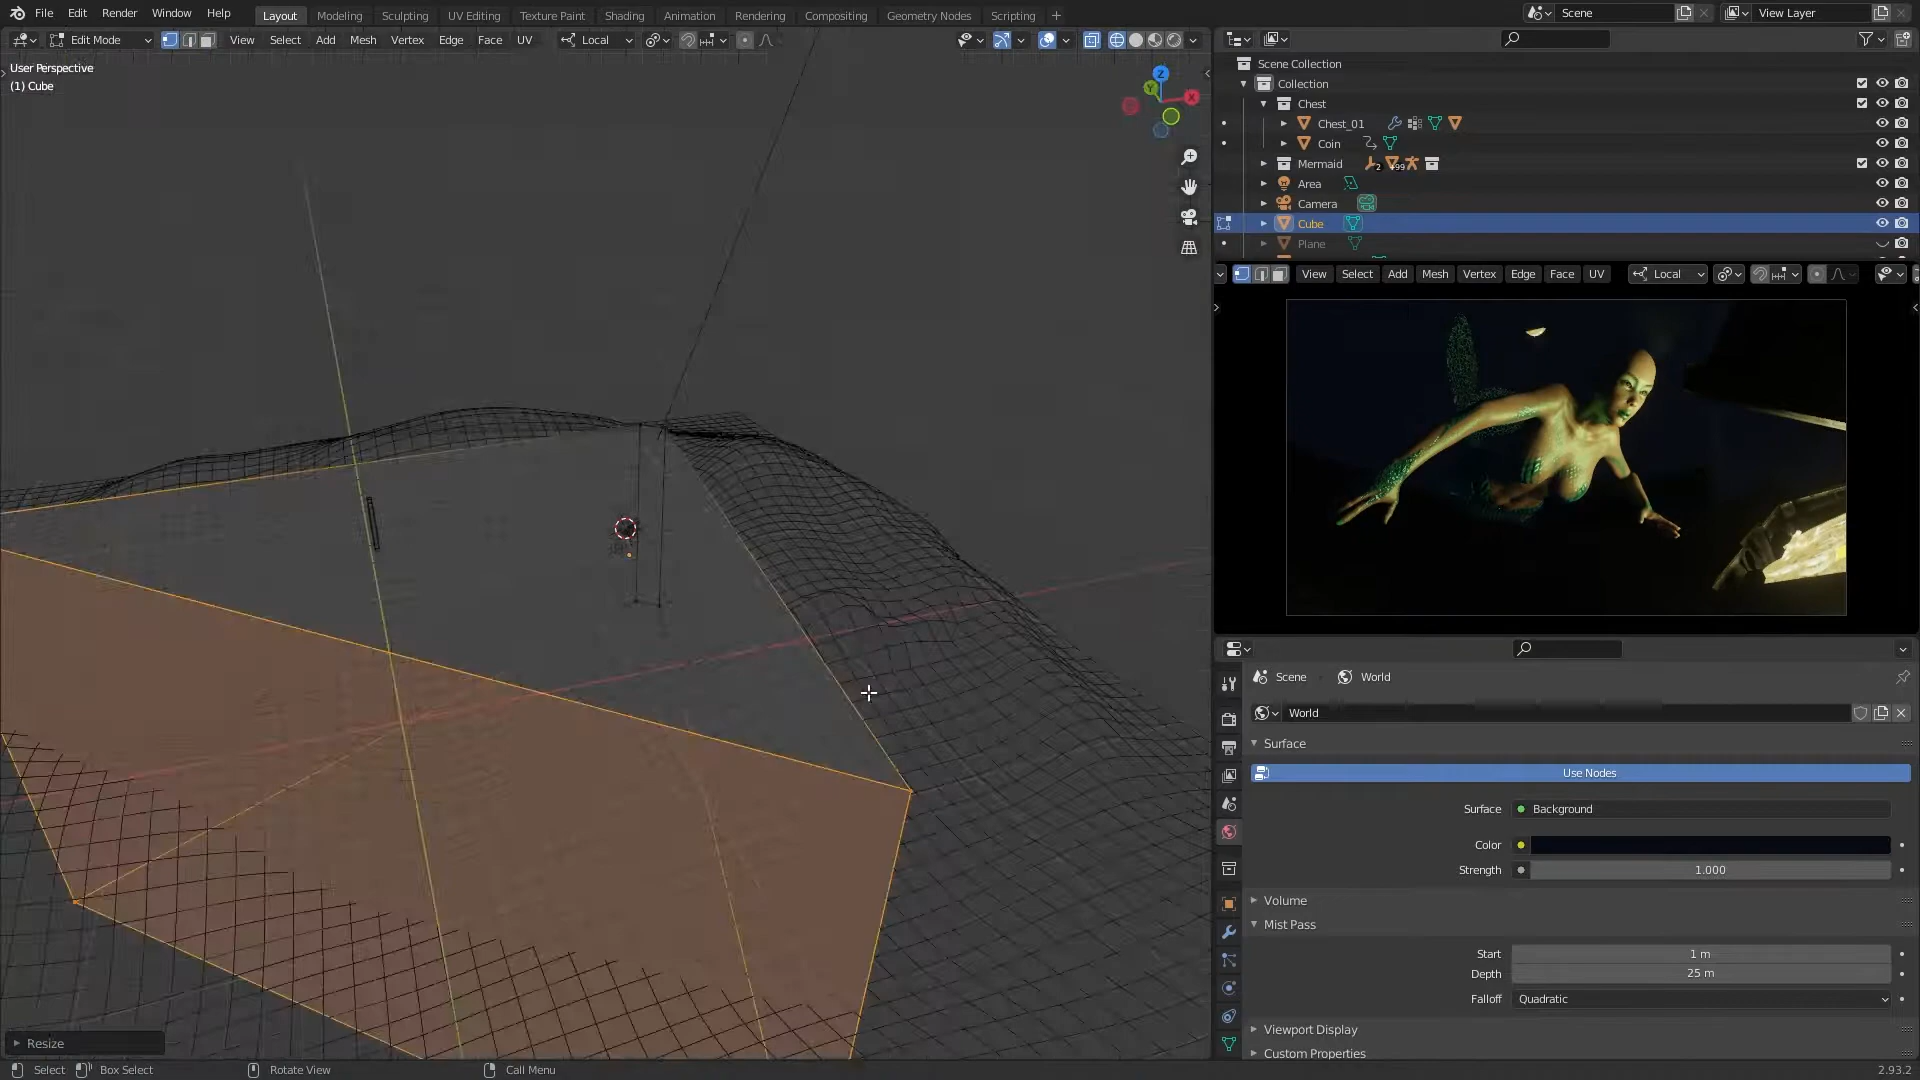 File Edit Render Window Help Layout Modeling Sculpting UV Editing Texture Paint Shading Animation Rendering Compositing Geometry Nodes Scripting + Scene View Layer
Edit Mode View Select Add Mesh Vertex Edge Face UV Local
User Perspective
(1) Cube
Z
Y
X
Scene Collection
Collection
Chest
Chest_01
Coin
Mermaid 2 +99
Area
Camera
Cube
Plane
View Select Add Mesh Vertex Edge Face UV Local
Scene World
World
Surface
Use Nodes
Surface Background
Color
Strength 1.000
Volume
Mist Pass
Start 1 m
Depth 25 m
Falloff Quadratic
Viewport Display
Custom Properties
Resize
Select Box Select Rotate View Call Menu 2.93.2